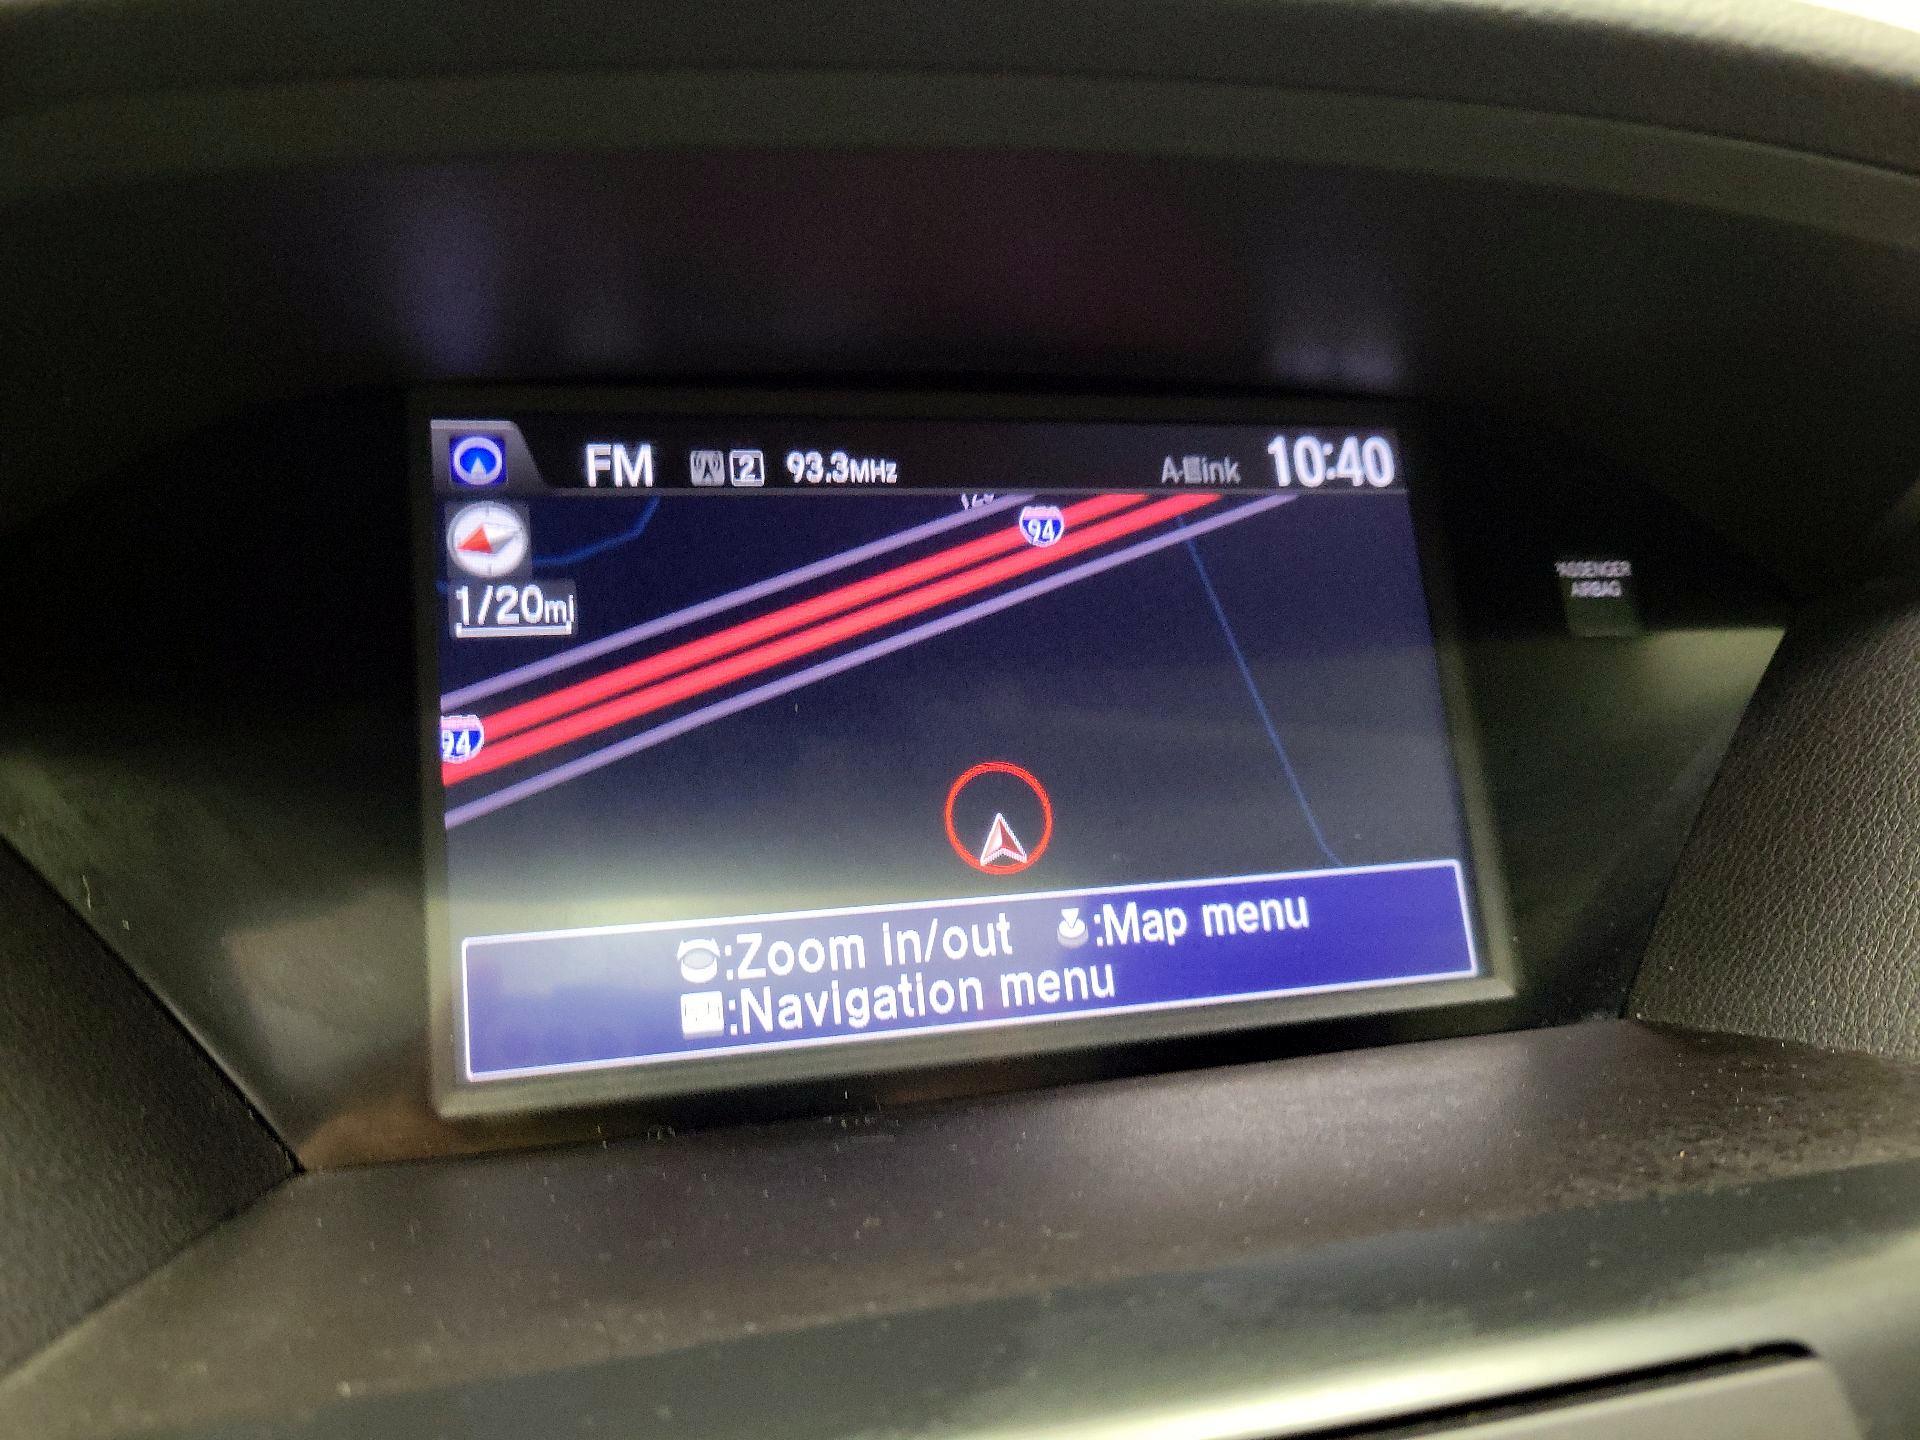 FM 2 93.3MHz A-Link 10:40
94
1/20mi
94
PASSENGER
AIRBAG
:Zoom in/out :Map menu
:Navigation menu